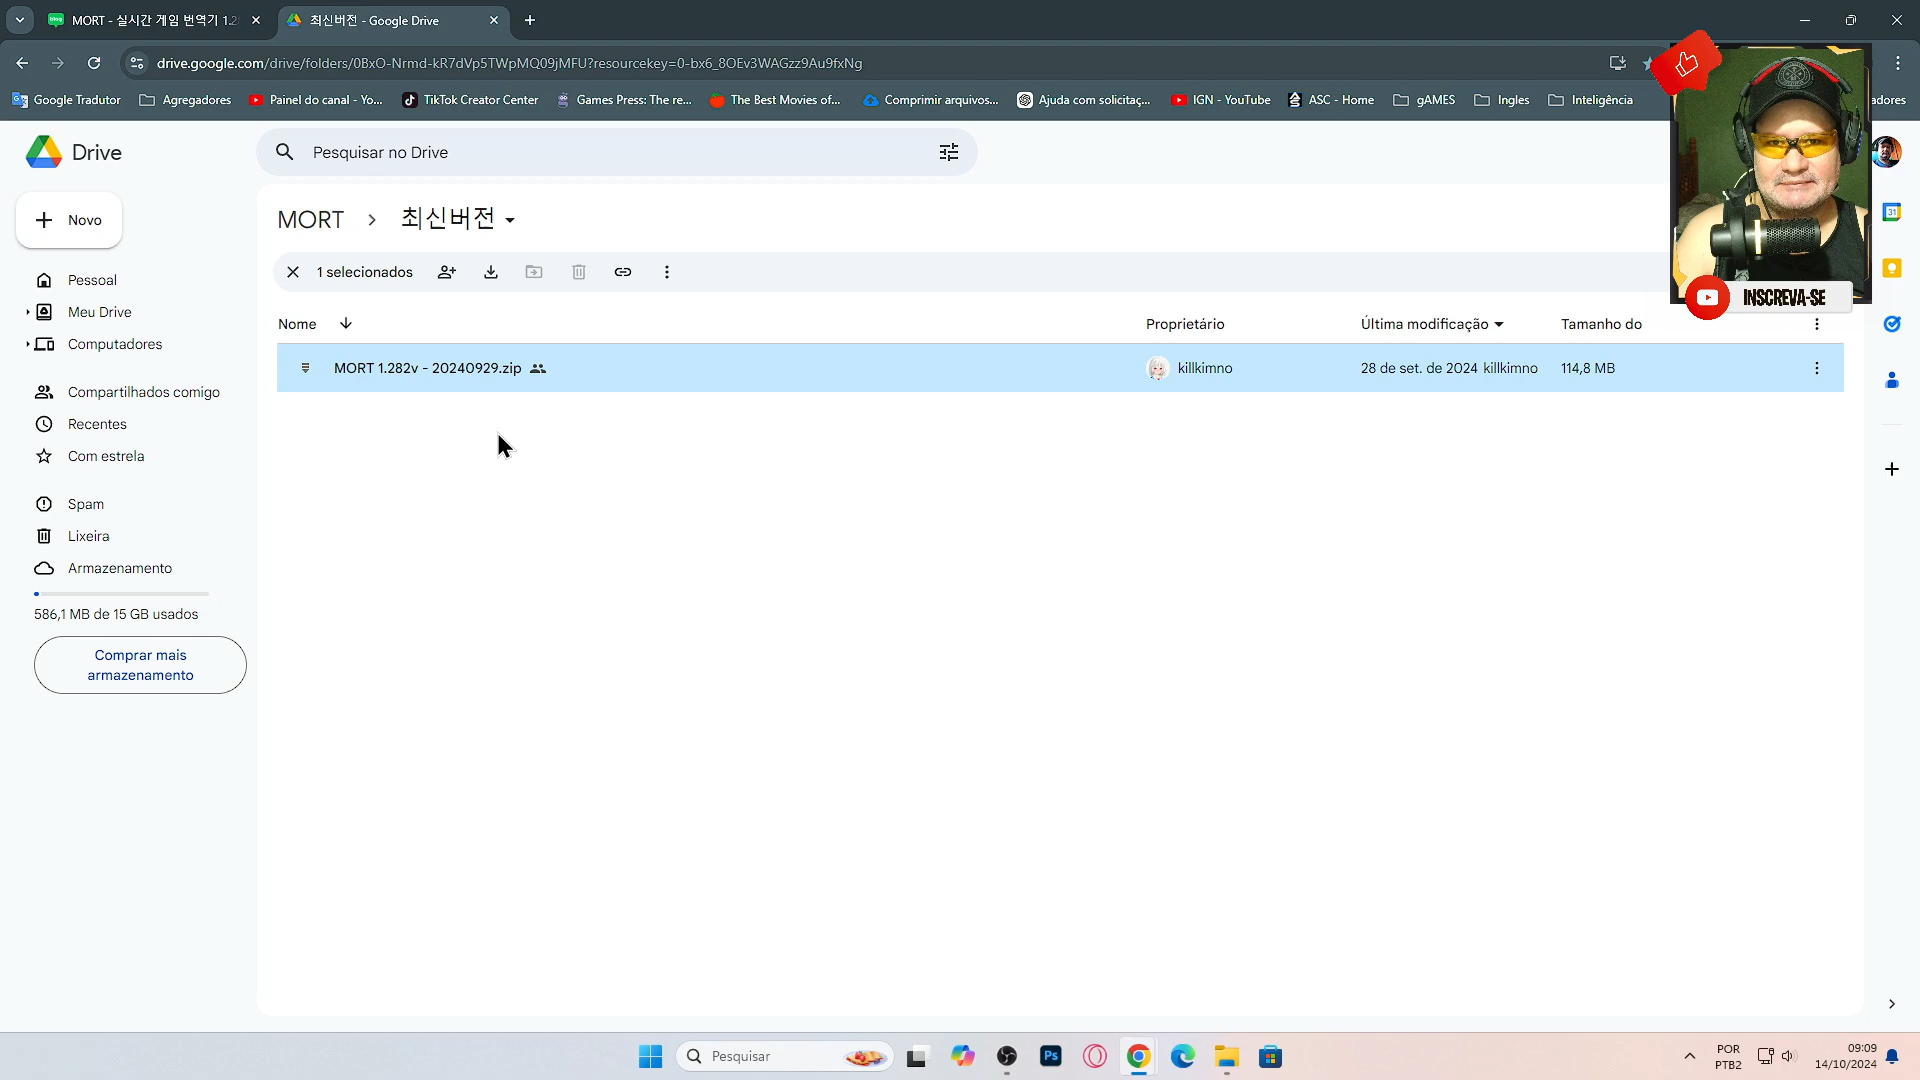 MORT - 실시간 게임 번역기 1.2
최신버전 - Google Drive
drive.google.com/drive/folders/0BxO-Nrmd-kR7dVp5TWpMQ09jMFU?resourcekey=0-bx6_8OEv3WAGzz9Au9fxNg
Google Tradutor
Agregadores
Painel do canal - Yo...
TikTok Creator Center
Games Press: The re...
The Best Movies of...
Comprimir arquivos...
Ajuda com solicitaç...
IGN - YouTube
ASC - Home
gAMES
Ingles
Inteligência
adores
Drive
Pesquisar no Drive
Novo
MORT > 최신버전
1 selecionados
INSCREVA-SE
Nome
Proprietário
Última modificação
Tamanho do
MORT 1.282v - 20240929.zip
killkimno
28 de set. de 2024 killkimno
114,8 MB
Pessoal
Meu Drive
Computadores
Compartilhados comigo
Recentes
Com estrela
Spam
Lixeira
Armazenamento
586,1 MB de 15 GB usados
Comprar mais
armazenamento
31
Pesquisar
Ps
POR
PTB2
09:09
14/10/2024